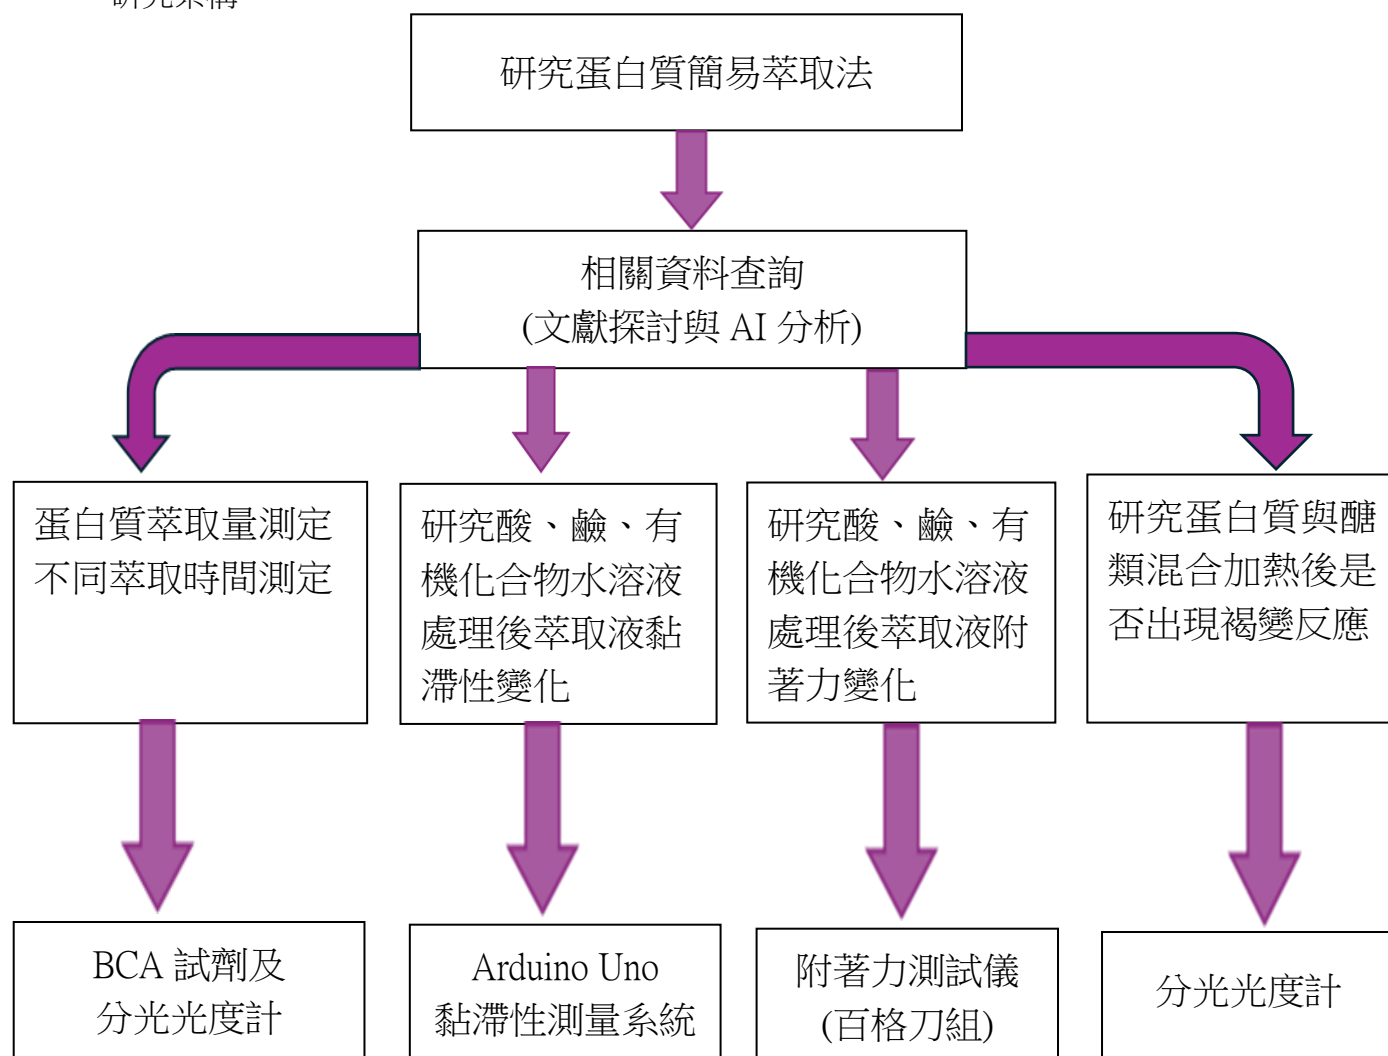 研究架構
研究蛋白質簡易萃取法
相關資料查詢
(文獻探討與 AI 分析)
蛋白質萃取量測定
不同萃取時間測定
研究酸、鹼、有
機化合物水溶液
處理後萃取液黏
滯性變化
研究酸、鹼、有
機化合物水溶液
處理後萃取液附
著力變化
研究蛋白質與醣
類混合加熱後是
否出現褐變反應
BCA 試劑及
分光光度計
Arduino Uno
黏滯性測量系統
附著力測試儀
(百格刀組)
分光光度計